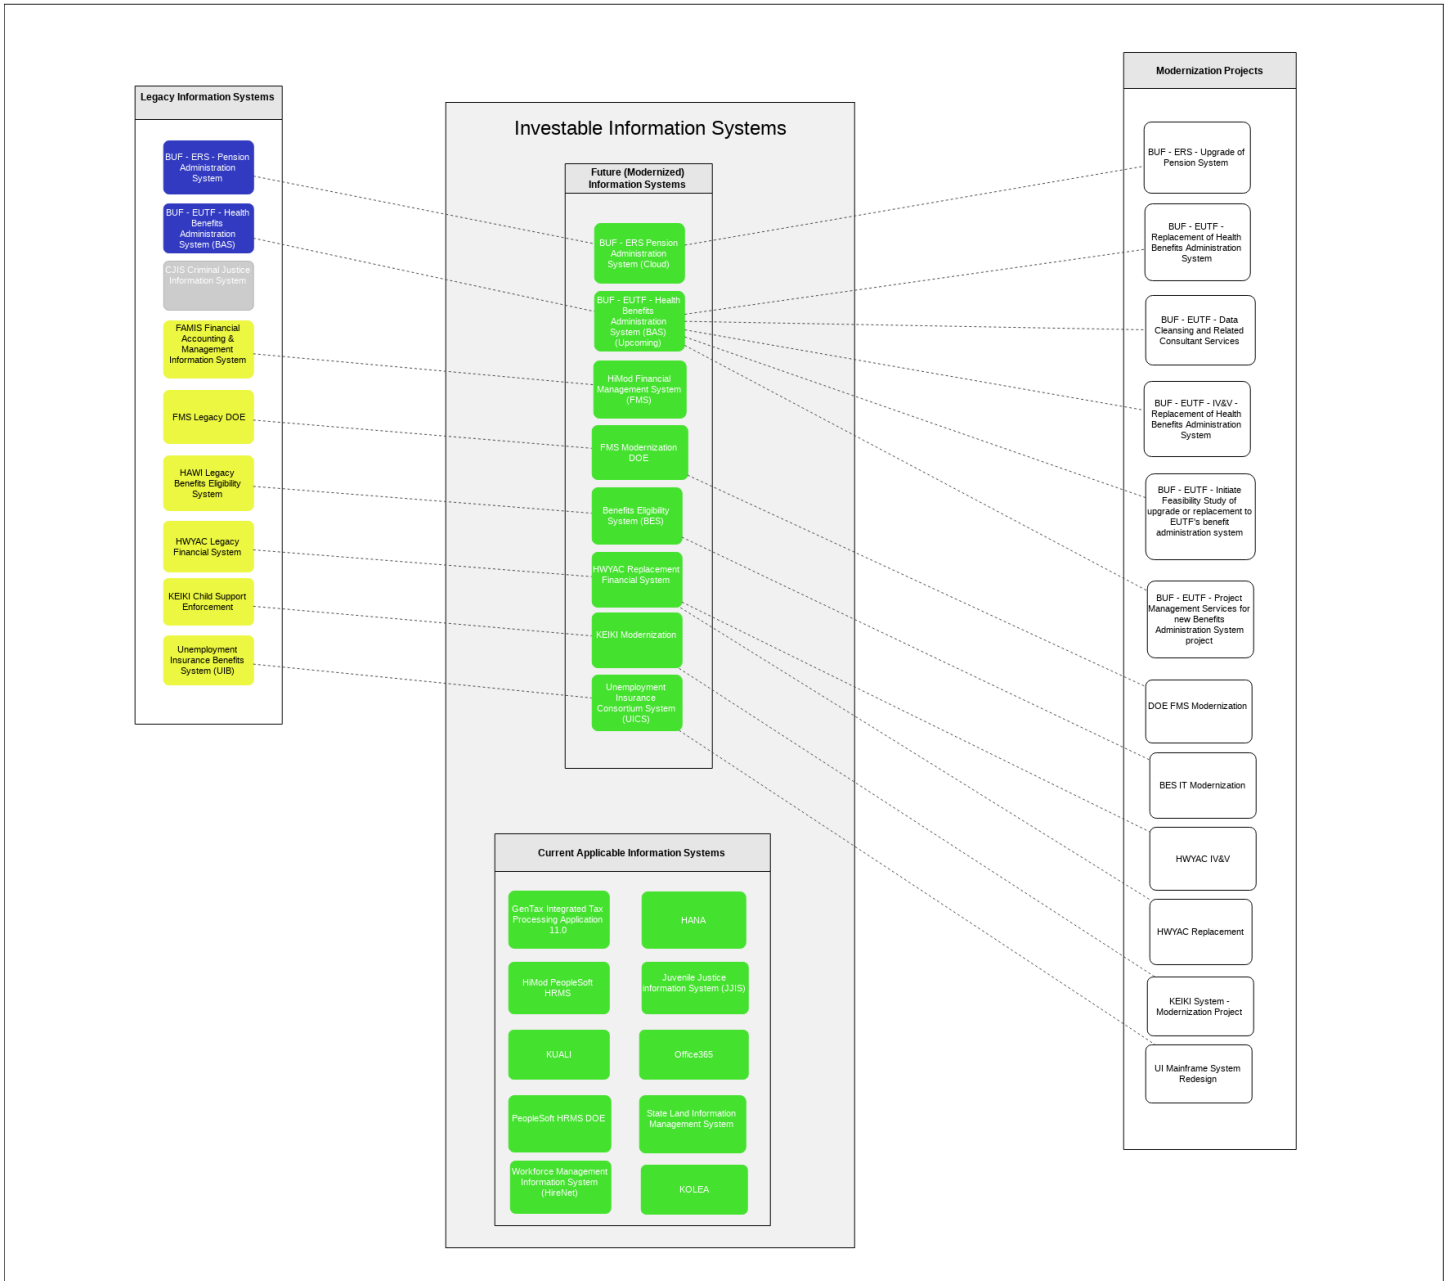 Legacy Information Systems
BUF - ERS - Pension
Administration
System
BUF - EUTF - Health
Benefits
Administration
System (BAS)
CJIS Criminal Justice
Information System
FAMIS Financial
Accounting &
Management
Information System
FMS Legacy DOE
HAWI Legacy
Benefits Eligibility
System
HWYAC Legacy
Financial System
KEIKI Child Support
Enforcement
Unemployment
Insurance Benefits
System (UIB)
Investable Information Systems
Future (Modernized)
Information Systems
BUF - ERS Pension
Administration
System (Cloud)
BUF - EUTF - Health
Benefits
Administration
System (BAS)
(Upcoming)
HiMod Financial
Management System
(FMS)
FMS Modernization
DOE
Benefits Eligibility
System (BES)
HWYAC Replacement
Financial System
KEIKI Modernization
Unemployment
Insurance
Consortium System
(UICS)
Current Applicable Information Systems
GenTax Integrated Tax
Processing Application
11.0
HANA
HiMod PeopleSoft
HRMS
Juvenile Justice
information System (JJIS)
KUALI
Office365
PeopleSoft HRMS DOE
State Land Information
Management System
Workforce Management
Information System
(HireNet)
KOLEA
Modernization Projects
BUF - ERS - Upgrade of
Pension System
BUF - EUTF -
Replacement of Health
Benefits Administration
System
BUF - EUTF - Data
Cleansing and Related
Consultant Services
BUF - EUTF - IV&V -
Replacement of Health
Benefits Administration
System
BUF - EUTF - Initiate
Feasibility Study of
upgrade or replacement to
EUTF's benefit
administration system
BUF - EUTF - Project
Management Services for
new Benefits
Administration System
project
DOE FMS Modernization
BES IT Modernization
HWYAC IV&V
HWYAC Replacement
KEIKI System -
Modernization Project
UI Mainframe System
Redesign